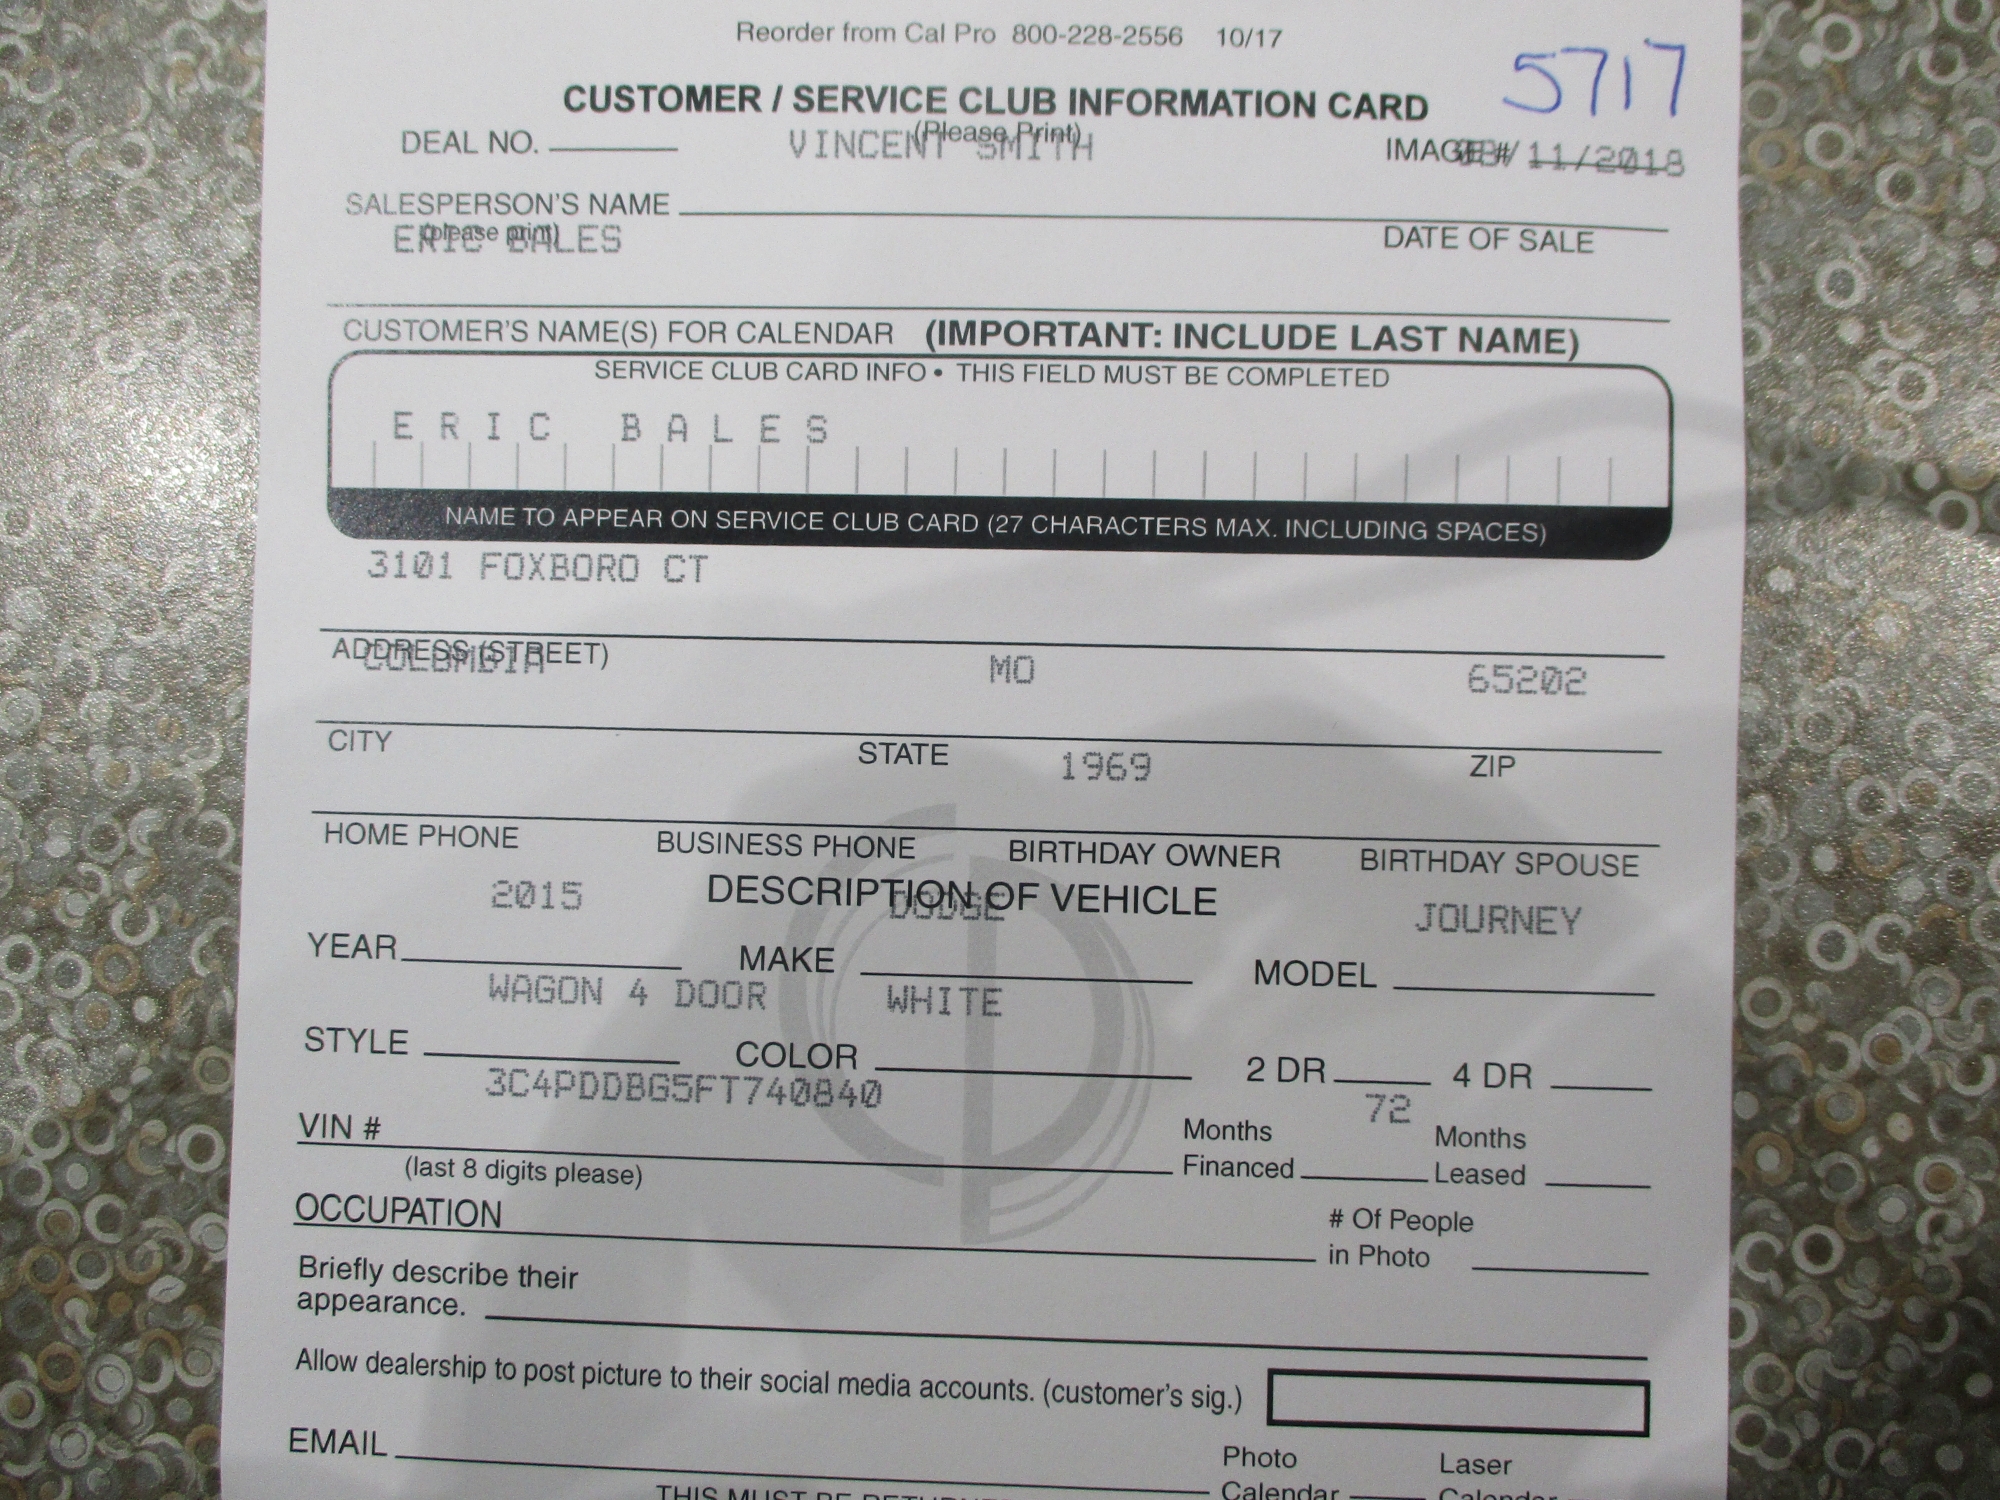 Reorder from Cal Pro 800-228-2556 10/17
5717
CUSTOMER / SERVICE CLUB INFORMATION CARD
(Please Print)
DEAL NO. VINCENT SMITH IMAGE # /11/2018
SALESPERSON'S NAME
(please print)
ERIC BALES DATE OF SALE
CUSTOMER'S NAME(S) FOR CALENDAR (IMPORTANT: INCLUDE LAST NAME)
SERVICE CLUB CARD INFO • THIS FIELD MUST BE COMPLETED
ERIC BALES
NAME TO APPEAR ON SERVICE CLUB CARD (27 CHARACTERS MAX. INCLUDING SPACES)
3101 FOXBORO CT
ADDRESS (STREET)
COLUMBIA MO 65202
CITY STATE ZIP
1969
HOME PHONE BUSINESS PHONE BIRTHDAY OWNER BIRTHDAY SPOUSE
DESCRIPTION OF VEHICLE
2015 DODGE JOURNEY
YEAR MAKE MODEL
WAGON 4 DOOR WHITE
STYLE COLOR 2 DR 4 DR
3C4PDDBG5FT740840 72
VIN # Months Financed Months Leased
(last 8 digits please)
OCCUPATION # Of People in Photo
Briefly describe their
appearance.
Allow dealership to post picture to their social media accounts. (customer's sig.)
EMAIL Photo Calendar Laser Calendar
THIS MUST BE